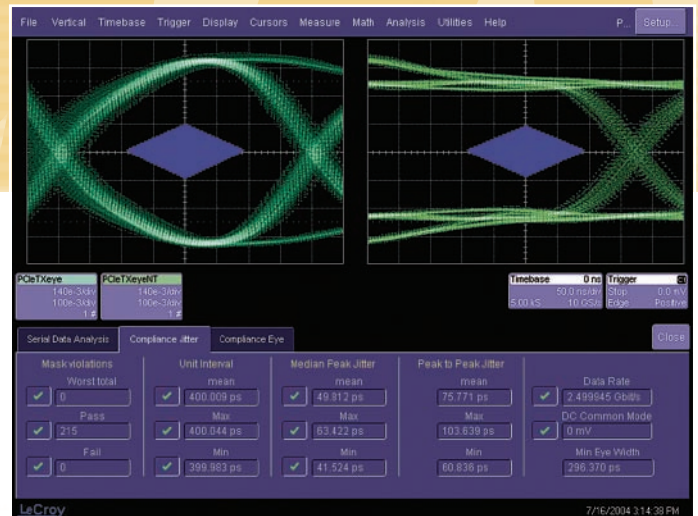 File Vertical Timebase Trigger Display Cursors Measure Math Analysis Utilities Help P... Setup...
PCIeTXeye PCIeTXeyeNT Timebase 0 ns Trigger C1
140e-3/div 140e-3/div 50.0 ns/div Stop 0.0 mV
100e-3/div 100e-3/div 5.00 kS 10 GS/s Edge Positive
1 # 1 #
Serial Data Analysis Compliance Jitter Compliance Eye Close
Mask violations Unit Interval Median Peak Jitter Peak to Peak Jitter
Worst total mean mean mean Data Rate
0 400.009 ps 49.812 ps 75.771 ps 2.499945 Gbit/s
Pass Max Max Max DC Common Mode
215 400.044 ps 63.422 ps 103.639 ps 0 mV
Fail Min Min Min Min Eye Width
0 399.983 ps 41.524 ps 60.836 ps 296.370 ps
LeCroy 7/16/2004 3:14:38 PM